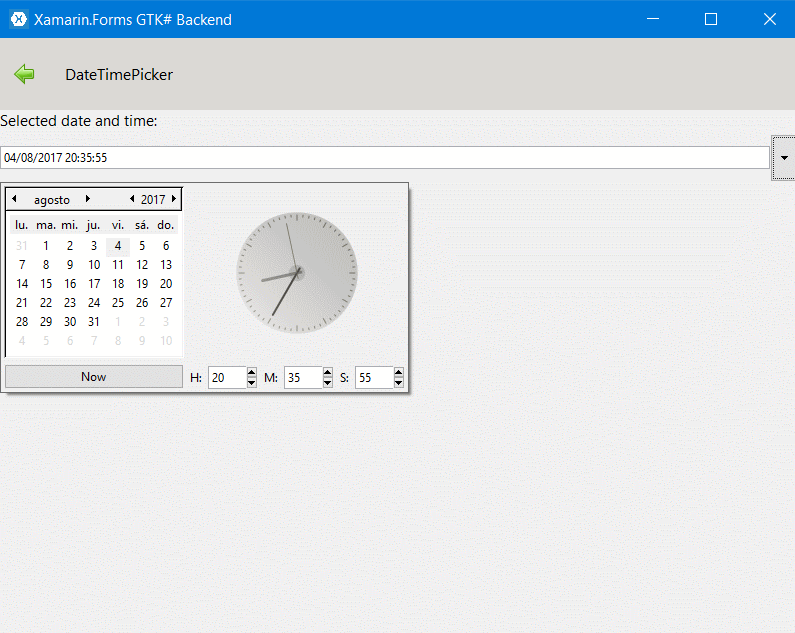 Xamarin.Forms GTK# Backend
DateTimePicker
Selected date and time:
04/08/2017 20:35:55
agosto 2017
lu. ma. mi. ju. vi. sá. do.
31 1 2 3 4 5 6
7 8 9 10 11 12 13
14 15 16 17 18 19 20
21 22 23 24 25 26 27
28 29 30 31 1 2 3
4 5 6 7 8 9 10
Now H: 20 M: 35 S: 55